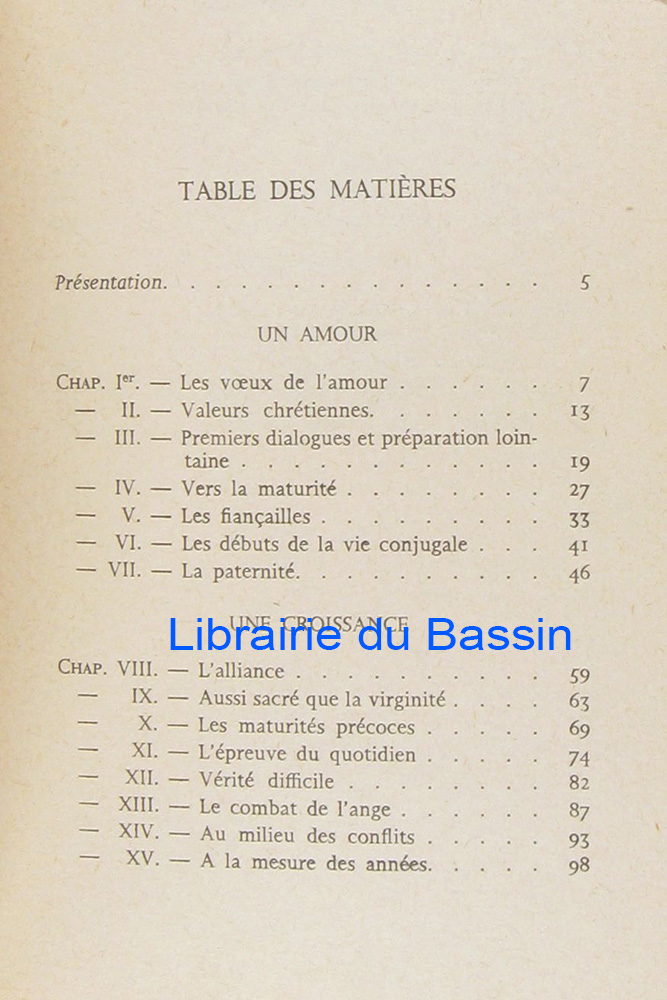 TABLE DES MATIÈRES
Présentation. . . . . . . . . . . . . . . 5
UN AMOUR
CHAP. Ier. — Les vœux de l'amour . . . . . . 7
— II. — Valeurs chrétiennes. . . . . . . 13
— III. — Premiers dialogues et préparation loin-
taine . . . . . . . . . . . . 19
— IV. — Vers la maturité . . . . . . . . 27
— V. — Les fiançailles . . . . . . . . . 33
— VI. — Les débuts de la vie conjugale . . . 41
— VII. — La paternité. . . . . . . . . . 46
UNE CROISSANCE
Librairie du Bassin
CHAP. VIII. — L'alliance . . . . . . . . . . 59
— IX. — Aussi sacré que la virginité . . . . 63
— X. — Les maturités précoces . . . . . 69
— XI. — L'épreuve du quotidien . . . . . 74
— XII. — Vérité difficile . . . . . . . . 82
— XIII. — Le combat de l'ange . . . . . . 87
— XIV. — Au milieu des conflits . . . . . 93
— XV. — A la mesure des années. . . . . 98